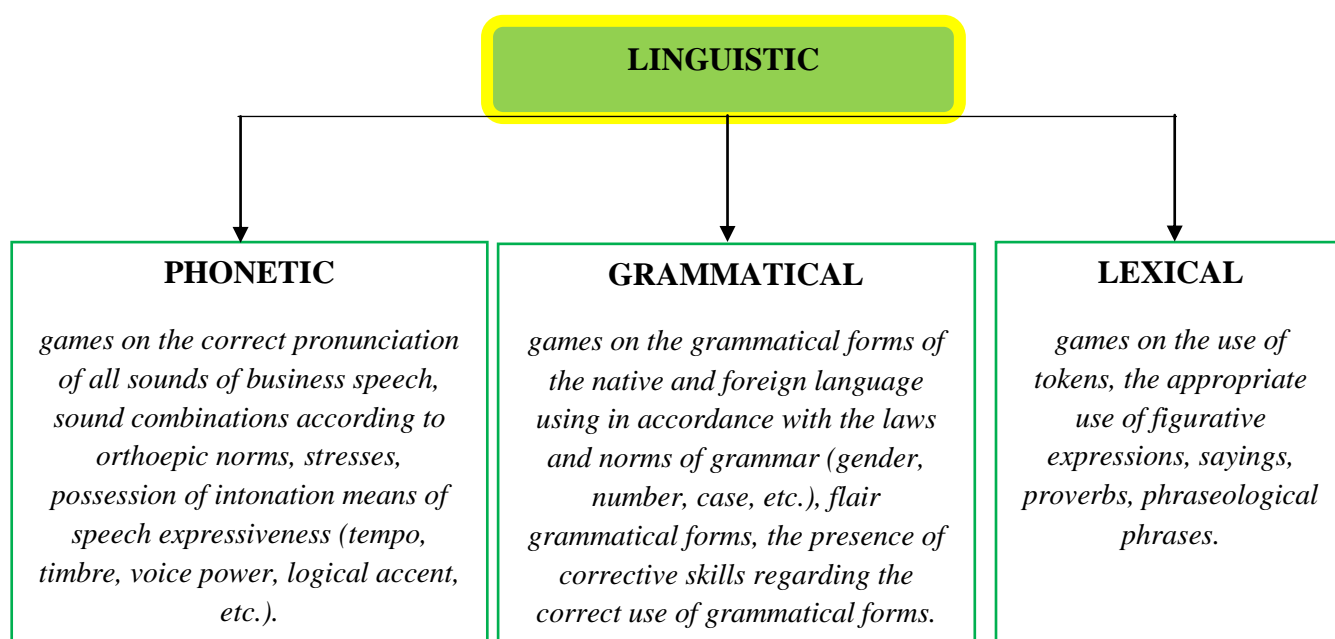 LINGUISTIC
PHONETIC
games on the correct pronunciation
of all sounds of business speech,
sound combinations according to
orthoepic norms, stresses,
possession of intonation means of
speech expressiveness (tempo,
timbre, voice power, logical accent,
etc.).
GRAMMATICAL
games on the grammatical forms of
the native and foreign language
using in accordance with the laws
and norms of grammar (gender,
number, case, etc.), flair
grammatical forms, the presence of
corrective skills regarding the
correct use of grammatical forms.
LEXICAL
games on the use of
tokens, the appropriate
use of figurative
expressions, sayings,
proverbs, phraseological
phrases.